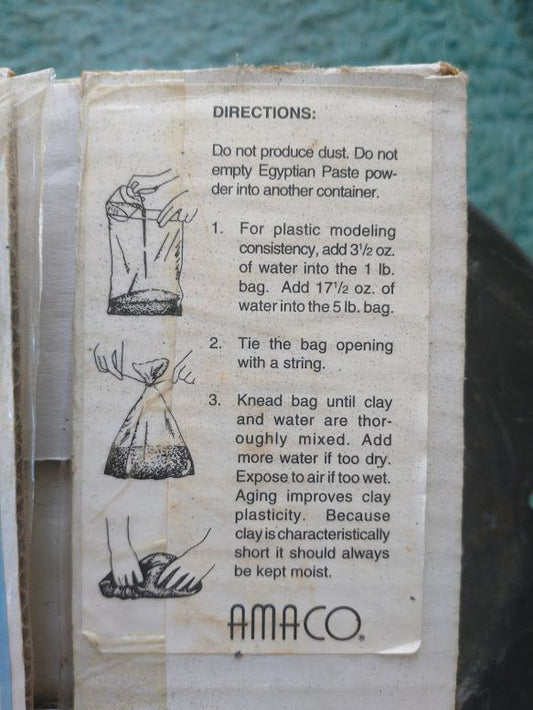 DIRECTIONS:
Do not produce dust. Do not
empty Egyptian Paste pow-
der into another container.
1. For plastic modeling
consistency, add 3 1/2 oz.
of water into the 1 lb.
bag. Add 17 1/2 oz. of
water into the 5 lb. bag.
2. Tie the bag opening
with a string.
3. Knead bag until clay
and water are thor-
oughly mixed. Add
more water if too dry.
Expose to air if too wet.
Aging improves clay
plasticity. Because
clay is characteristically
short it should always
be kept moist.
AMACO®